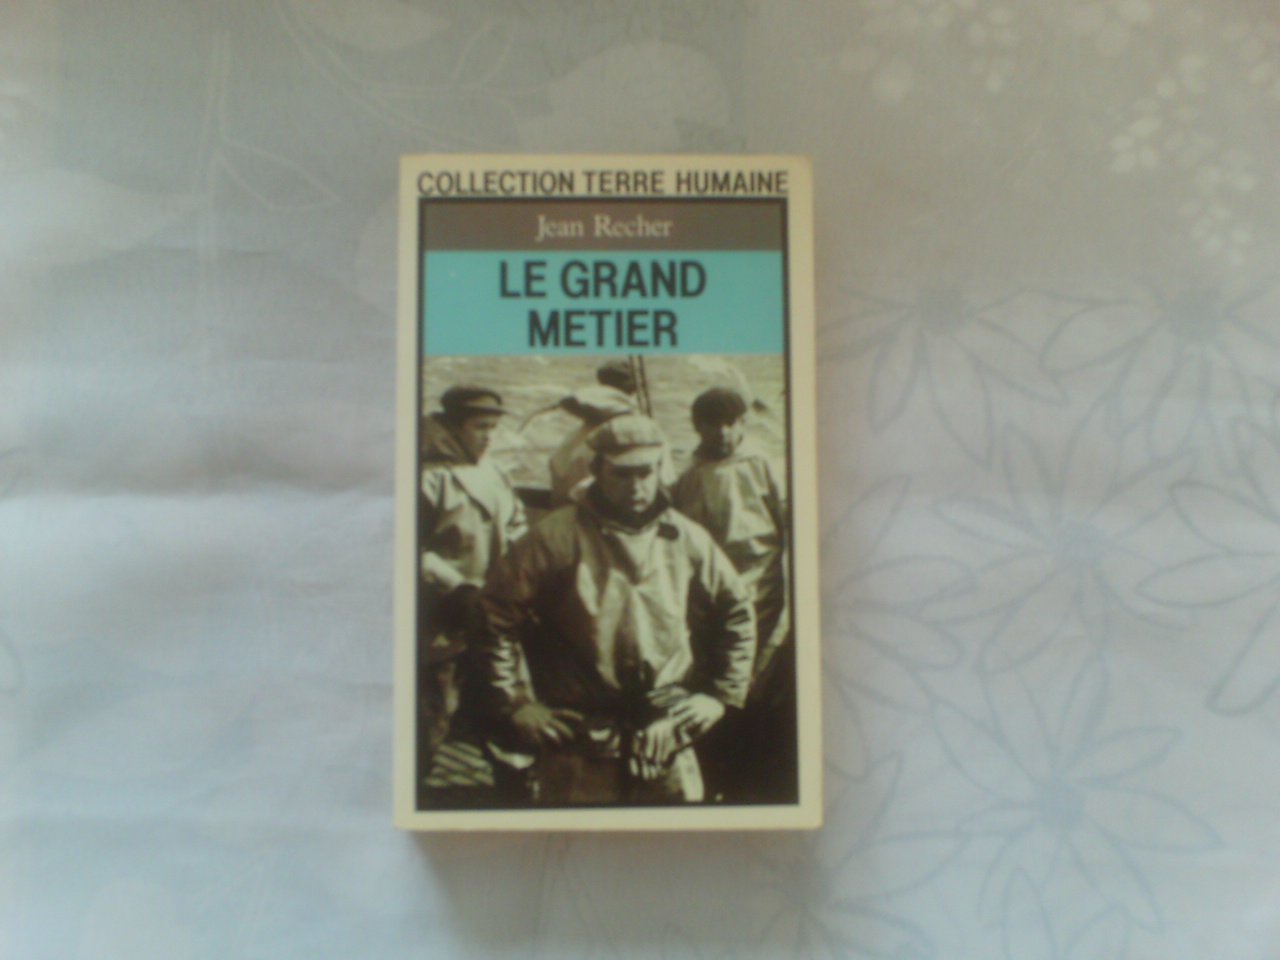 COLLECTION TERRE HUMAINE
Jean Recher
LE GRAND
METIER